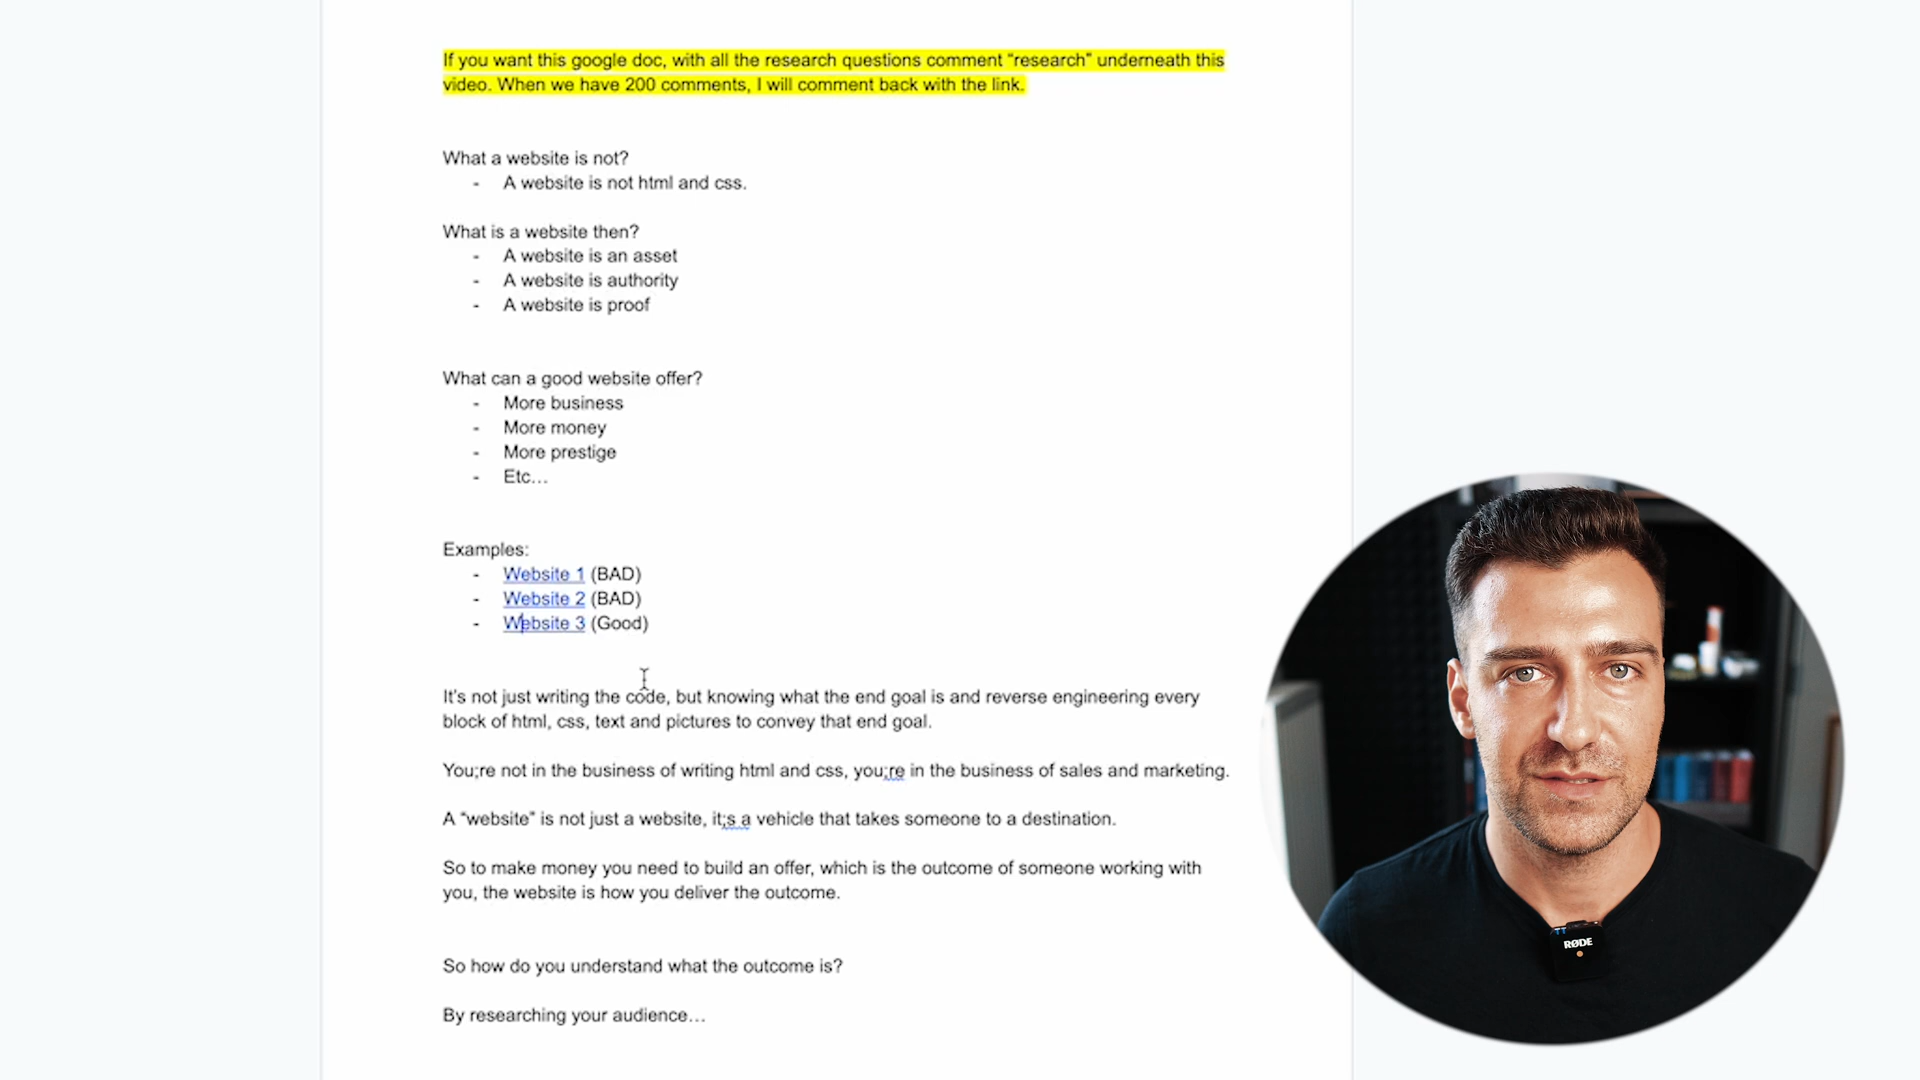 If you want this google doc, with all the research questions comment “research” underneath this
video. When we have 200 comments, I will comment back with the link.
What a website is not?
- A website is not html and css.
What is a website then?
- A website is an asset
- A website is authority
- A website is proof
What can a good website offer?
- More business
- More money
- More prestige
- Etc…
Examples:
- Website 1 (BAD)
- Website 2 (BAD)
- Website 3 (Good)
It’s not just writing the code, but knowing what the end goal is and reverse engineering every
block of html, css, text and pictures to convey that end goal.
You;re not in the business of writing html and css, you;re in the business of sales and marketing.
A “website” is not just a website, it;s a vehicle that takes someone to a destination.
So to make money you need to build an offer, which is the outcome of someone working with
you, the website is how you deliver the outcome.
So how do you understand what the outcome is?
By researching your audience…
RØDE